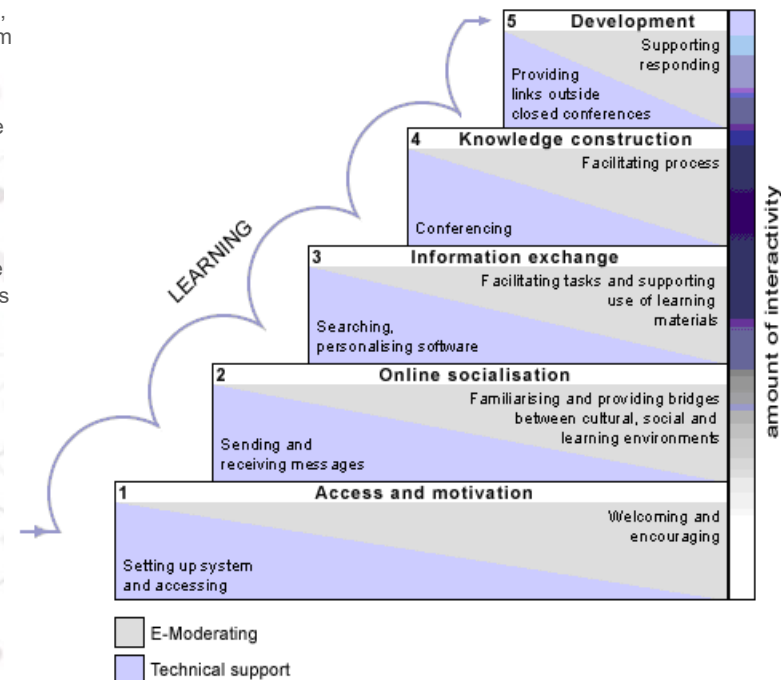 ,
m
e
e
s
5 Development
Supporting
responding
Providing
links outside
closed conferences
4 Knowledge construction
Facilitating process
Conferencing
3 Information exchange
Facilitating tasks and supporting
use of learning
materials
Searching,
personalising software
2 Online socialisation
Familiarising and providing bridges
between cultural, social and
learning environments
Sending and
receiving messages
1 Access and motivation
Welcoming and
encouraging
Setting up system
and accessing
LEARNING
amount of interactivity
E-Moderating
Technical support